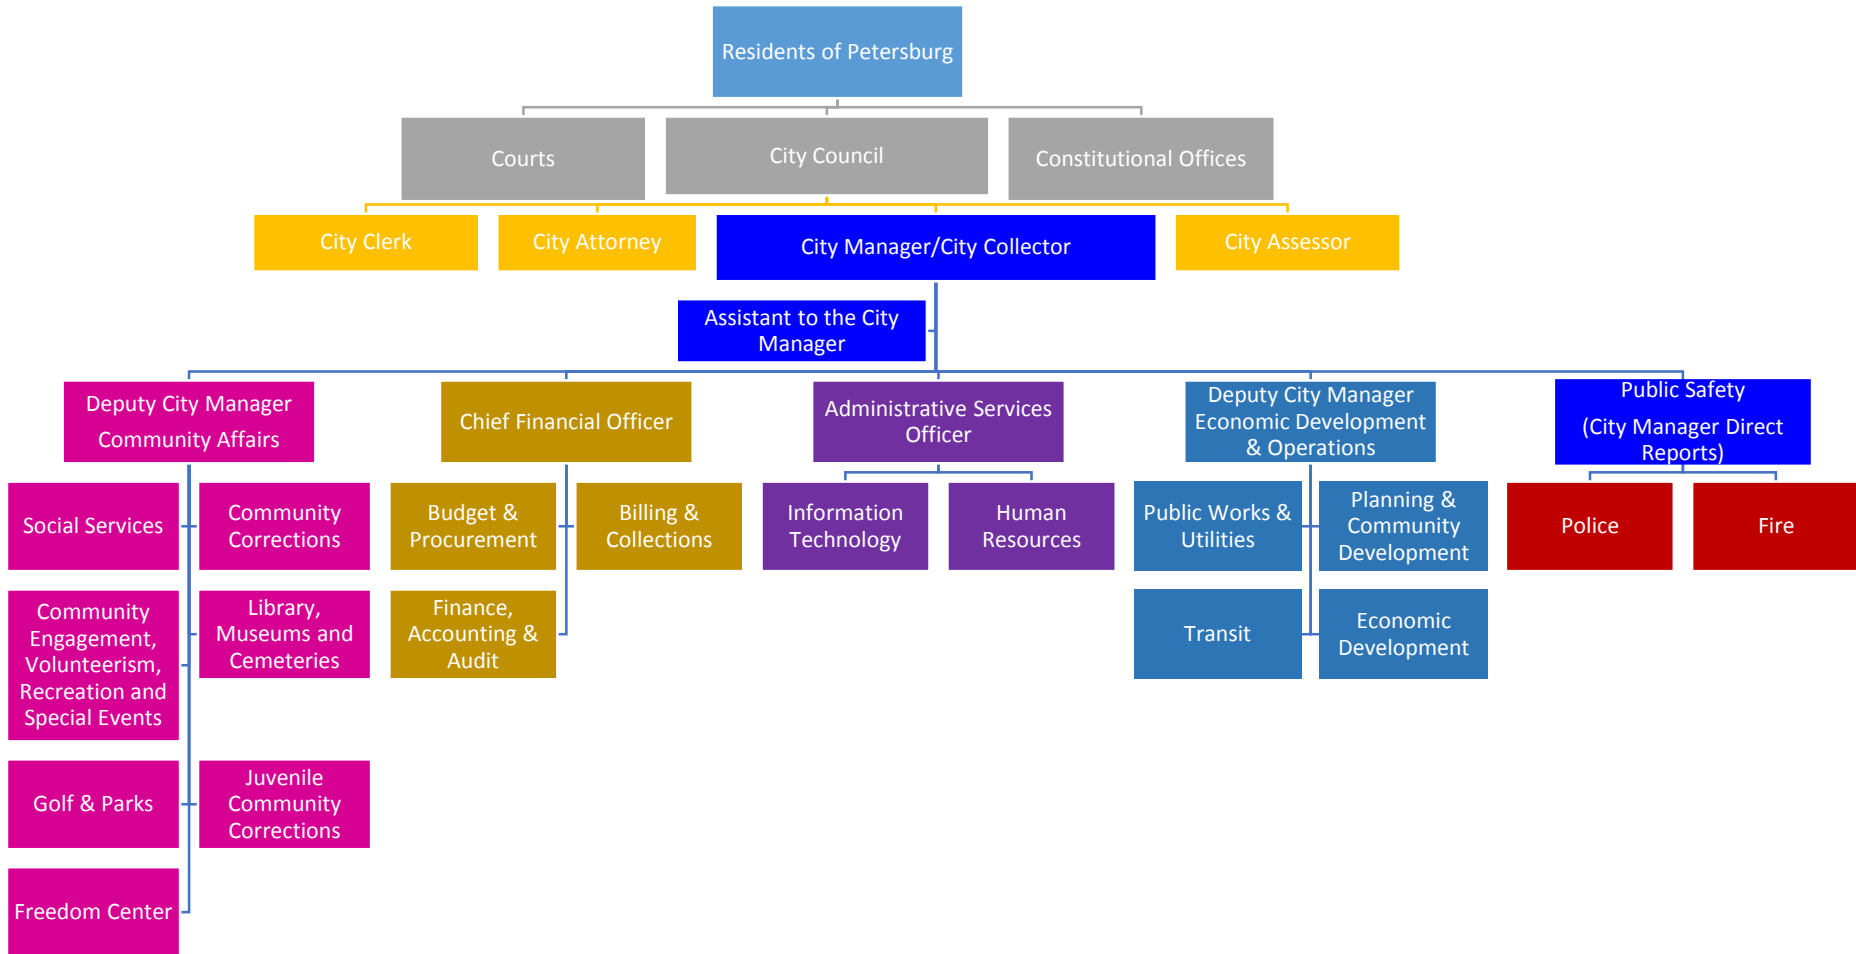 Residents of Petersburg
Courts
City Council
Constitutional Offices
City Clerk
City Attorney
City Manager/City Collector
City Assessor
Assistant to the City
Manager
Deputy City Manager
Community Affairs
Chief Financial Officer
Administrative Services
Officer
Deputy City Manager
Economic Development
& Operations
Public Safety
(City Manager Direct
Reports)
Social Services
Community
Corrections
Budget &
Procurement
Billing &
Collections
Information
Technology
Human
Resources
Public Works &
Utilities
Planning &
Community
Development
Police
Fire
Community
Engagement,
Volunteerism,
Recreation and
Special Events
Library,
Museums and
Cemeteries
Finance,
Accounting &
Audit
Transit
Economic
Development
Golf & Parks
Juvenile
Community
Corrections
Freedom Center